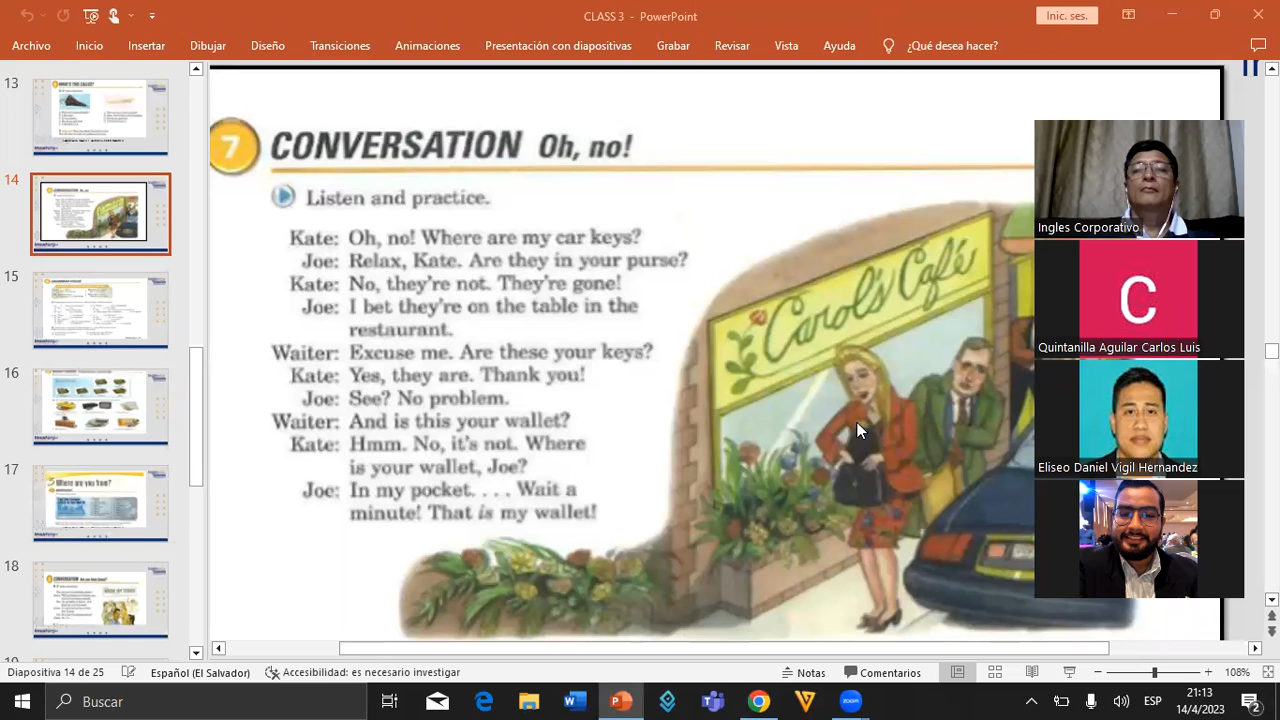 CLASS 3 - PowerPoint
Inic. ses.
Archivo Inicio Insertar Dibujar Diseño Transiciones Animaciones Presentación con diapositivas Grabar Revisar Vista Ayuda ¿Qué desea hacer?
13
14
15
16
17
Where are you from?
18
7 CONVERSATION Oh, no!
Listen and practice.
Kate: Oh, no! Where are my car keys?
Joe: Relax, Kate. Are they in your purse?
Kate: No, they're not. They're gone!
Joe: I bet they're on the table in the
restaurant.
Waiter: Excuse me. Are these your keys?
Kate: Yes, they are. Thank you!
Joe: See? No problem.
Waiter: And is this your wallet?
Kate: Hmm. No, it's not. Where
is your wallet, Joe?
Joe: In my pocket. . . . Wait a
minute! That is my wallet!
Carol's Café
Ingles Corporativo
C
Quintanilla Aguilar Carlos Luis
Eliseo Daniel Vigil Hernandez
Diapositiva 14 de 25 Español (El Salvador) Accesibilidad: es necesario investigar Notas Comentarios 108%
Buscar
zoom
ESP
21:13
14/4/2023
2